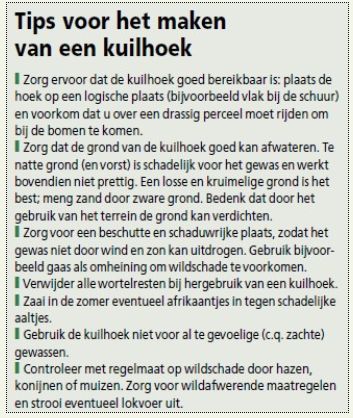 Tips voor het maken
van een kuilhoek
Zorg ervoor dat de kuilhoek goed bereikbaar is: plaats de
hoek op een logische plaats (bijvoorbeeld vlak bij de schuur)
en voorkom dat u over een drassig perceel moet rijden om
bij de bomen te komen.
Zorg dat de grond van de kuilhoek goed kan afwateren. Te
natte grond (en vorst) is schadelijk voor het gewas en werkt
bovendien niet prettig. Een losse en kruimelige grond is het
best; meng zand door zware grond. Bedenk dat door het
gebruik van het terrein de grond kan verdichten.
Zorg voor een beschutte en schaduwrijke plaats, zodat het
gewas niet door wind en zon kan uitdrogen. Gebruik bijvoor-
beeld gaas als omheining om wildschade te voorkomen.
Verwijder alle wortelresten bij hergebruik van een kuilhoek.
Zaai in de zomer eventueel afrikaantjes in tegen schadelijke
aaltjes.
Gebruik de kuilhoek niet voor al te gevoelige (c.q. zachte)
gewassen.
Controleer met regelmaat op wildschade door hazen,
konijnen of muizen. Zorg voor wildafwerende maatregelen
en strooi eventueel lokvoer uit.